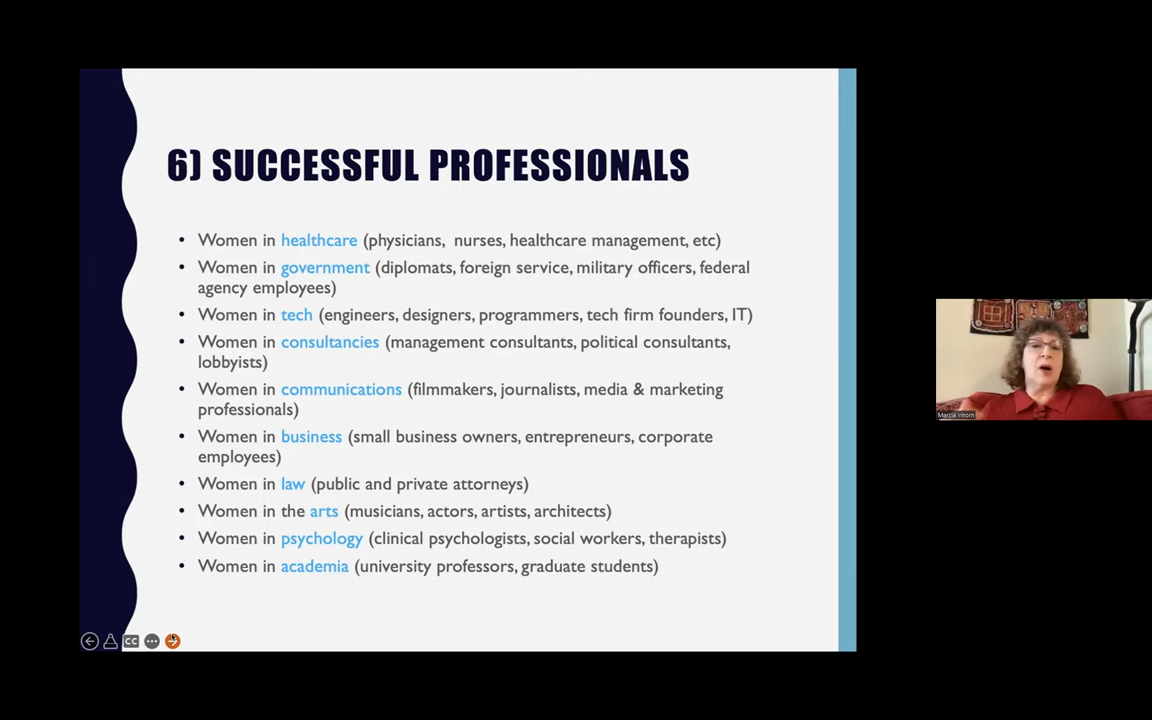 6) SUCCESSFUL PROFESSIONALS
• Women in healthcare (physicians,  nurses, healthcare management, etc)
• Women in government (diplomats, foreign service, military officers, federal
agency employees)
• Women in tech (engineers, designers, programmers, tech firm founders, IT)
• Women in consultancies (management consultants, political consultants,
lobbyists)
• Women in communications (filmmakers, journalists, media & marketing
professionals)
• Women in business (small business owners, entrepreneurs, corporate
employees)
• Women in law (public and private attorneys)
• Women in the arts (musicians, actors, artists, architects)
• Women in psychology (clinical psychologists, social workers, therapists)
• Women in academia (university professors, graduate students)
CC
Marcia Inhorn